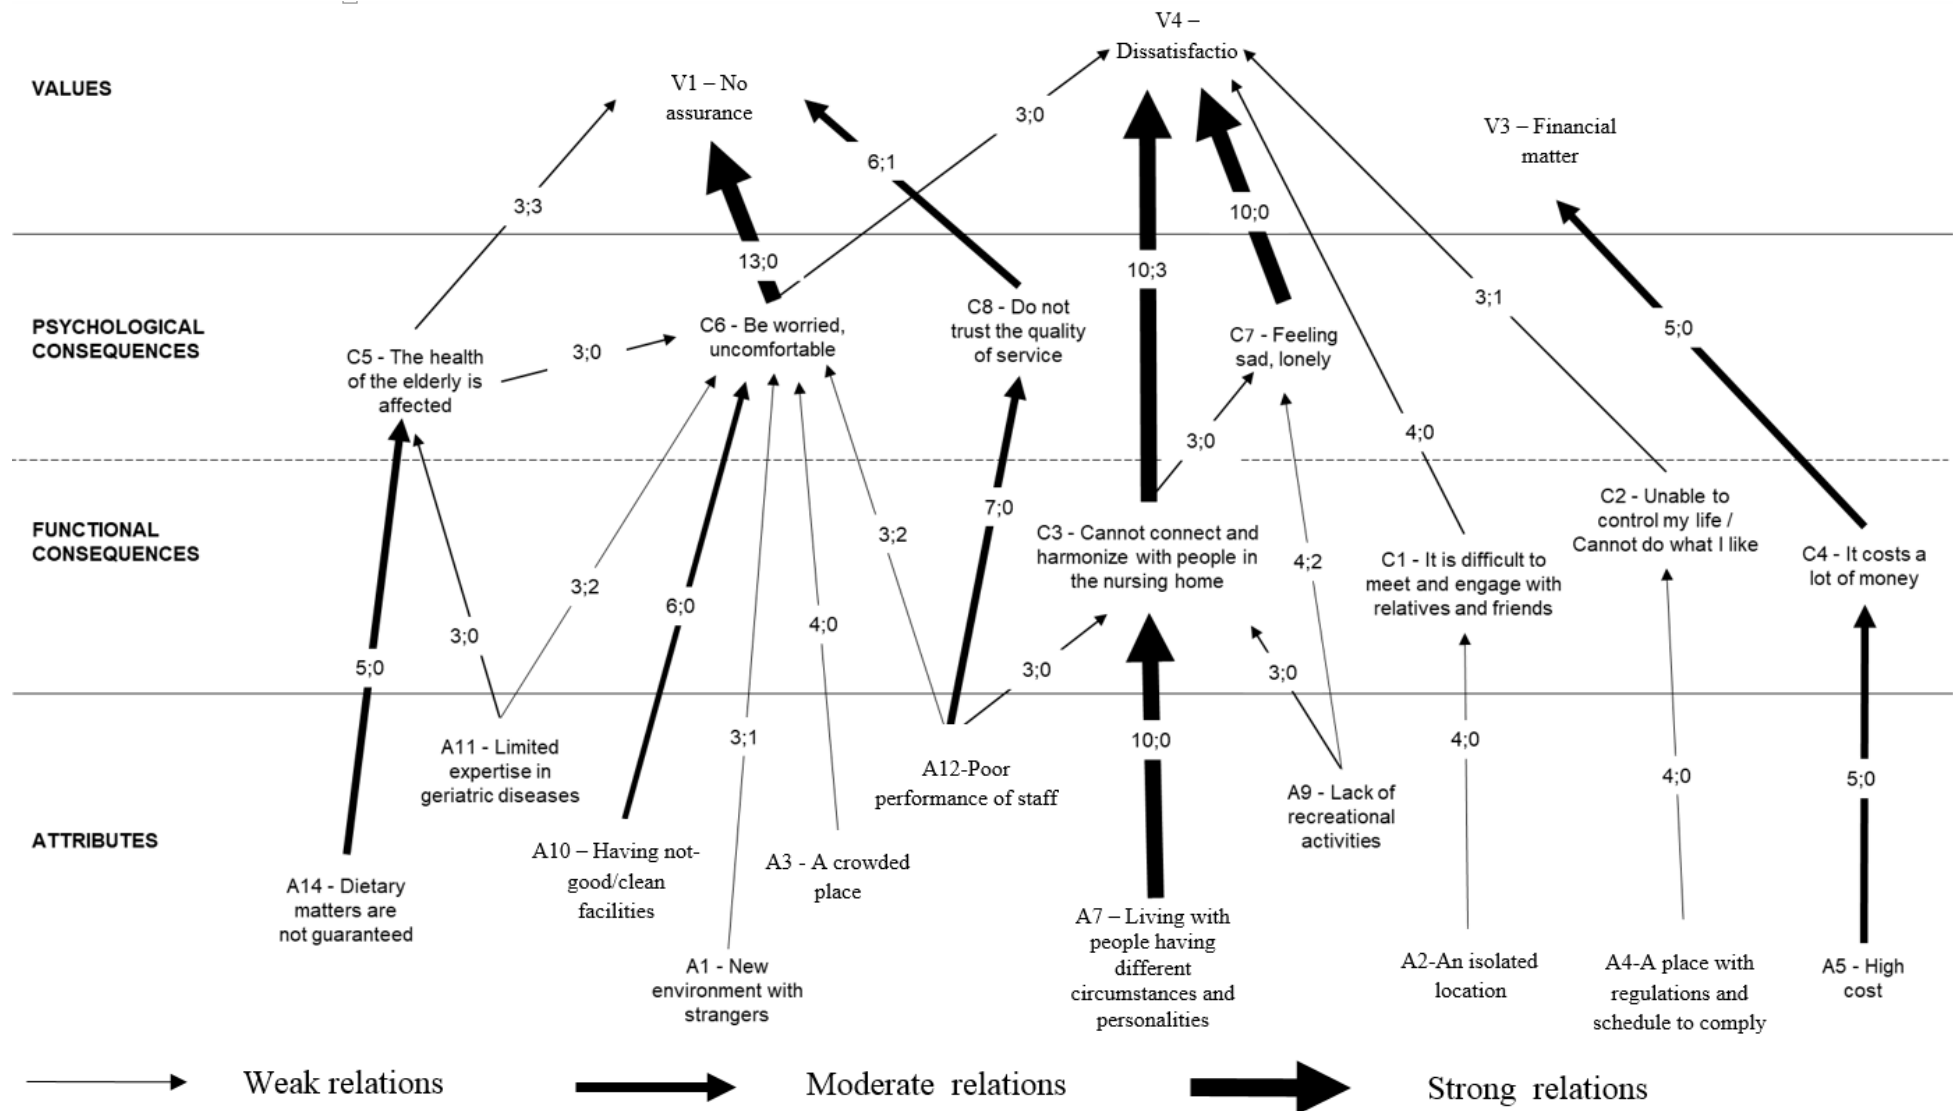 V4 –
Dissatisfactio
VALUES
V1 – No
assurance
3;0
V3 – Financial
matter
6;1
3;3
10;0
13;0
10;3
3;1
PSYCHOLOGICAL
CONSEQUENCES
C5 - The health
of the elderly is
affected
3;0
C6 - Be worried,
uncomfortable
C8 - Do not
trust the quality
of service
C7 - Feeling
sad, lonely
5;0
3;0
4;0
FUNCTIONAL
CONSEQUENCES
3;2
7;0
C3 - Cannot connect and
harmonize with people in
the nursing home
4;2
C1 - It is difficult to
meet and engage with
relatives and friends
C2 - Unable to
control my life /
Cannot do what I like
C4 - It costs a
lot of money
3;2
6;0
4;0
3;0
5;0
3;0
3;0
3;1
10;0
4;0
4;0
5;0
ATTRIBUTES
A14 - Dietary
matters are
not guaranteed
A11 - Limited
expertise in
geriatric diseases
A10 – Having not-
good/clean
facilities
A1 - New
environment with
strangers
A3 - A crowded
place
A12-Poor
performance of staff
A7 – Living with
people having
different
circumstances and
personalities
A9 - Lack of
recreational
activities
A2-An isolated
location
A4-A place with
regulations and
schedule to comply
A5 - High
cost
Weak relations
Moderate relations
Strong relations